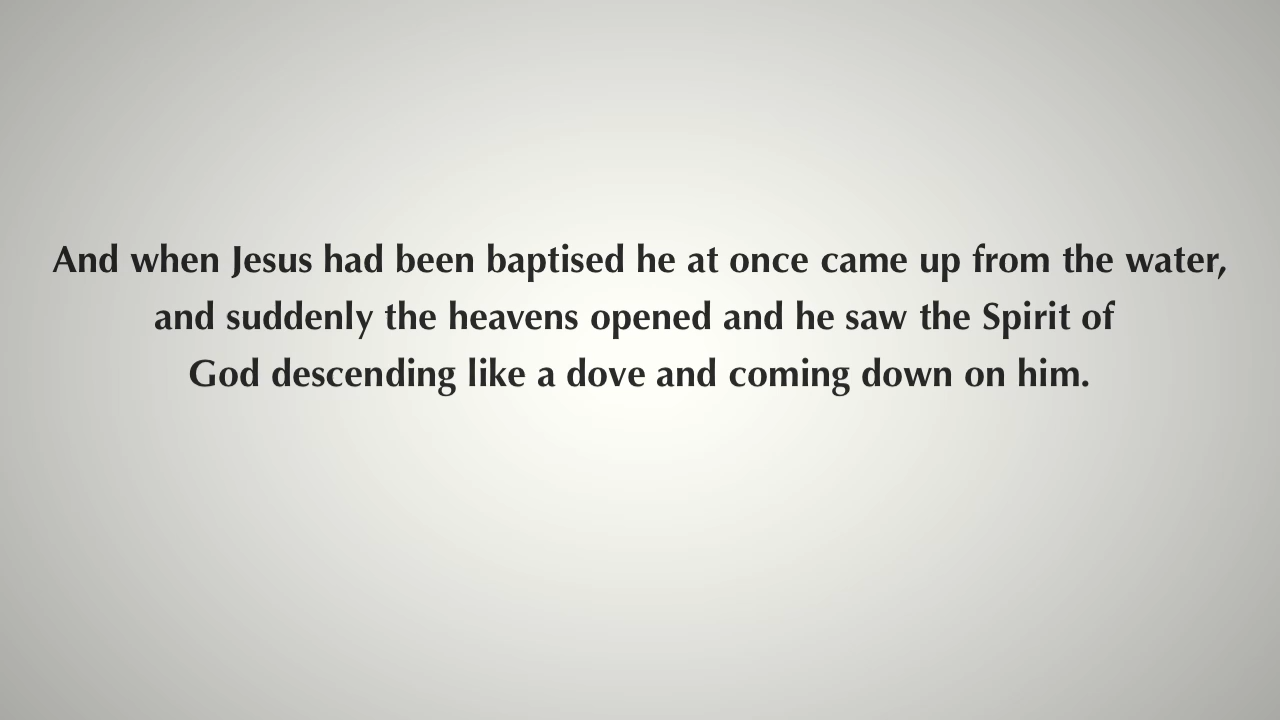 And when Jesus had been baptised he at once came up from the water,
and suddenly the heavens opened and he saw the Spirit of
God descending like a dove and coming down on him.